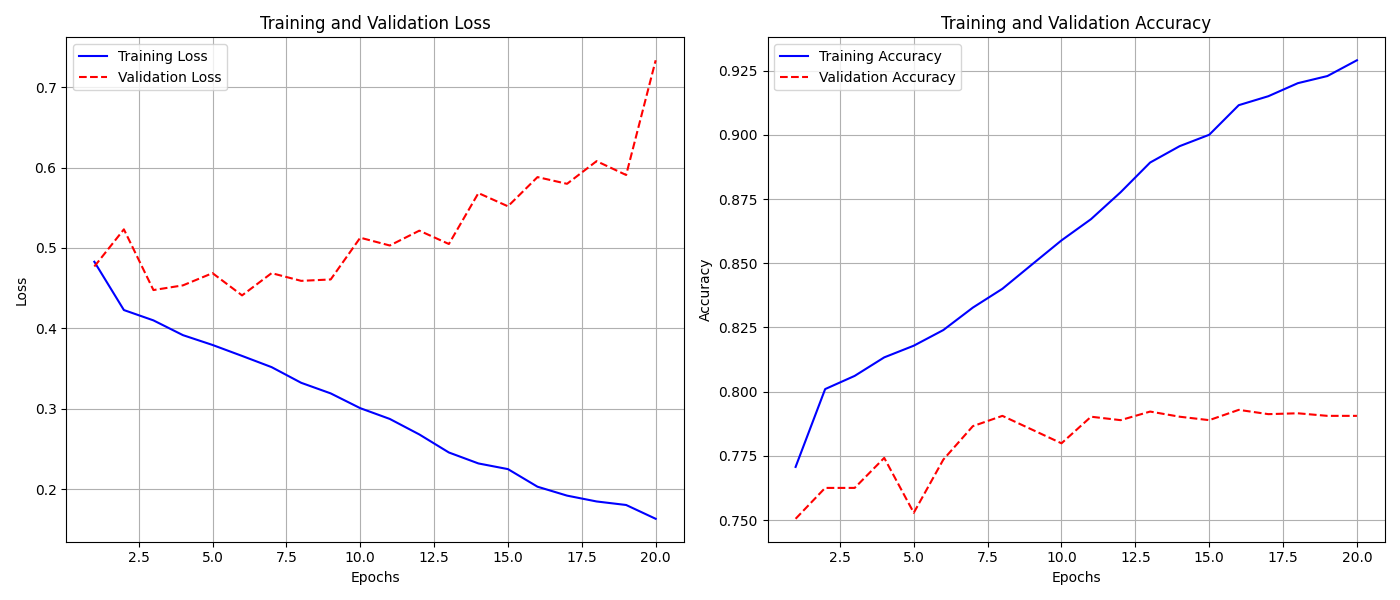 Training and Validation Loss
Training Loss
Validation Loss
0.7
0.6
0.5
0.4
0.3
0.2
Loss
2.5 5.0 7.5 10.0 12.5 15.0 17.5 20.0
Epochs
Training and Validation Accuracy
Training Accuracy
Validation Accuracy
0.925
0.900
0.875
0.850
0.825
0.800
0.775
0.750
Accuracy
2.5 5.0 7.5 10.0 12.5 15.0 17.5 20.0
Epochs